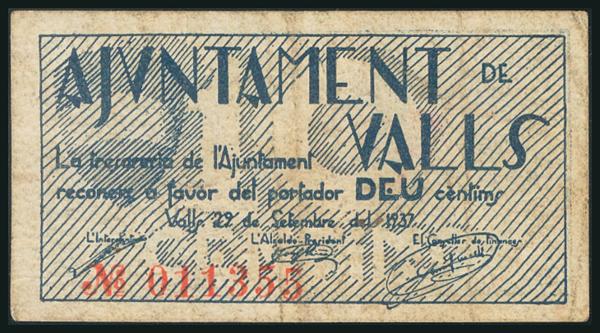 AJUNTAMENT DE
VALLS
La tresoreria de l'Ajuntament
reconeix a favor del portador DEU cèntims
Valls, 29 de Setembre del 1937
L'Interventor L'Alcalde-President El Conseller de Finances
№ 011355